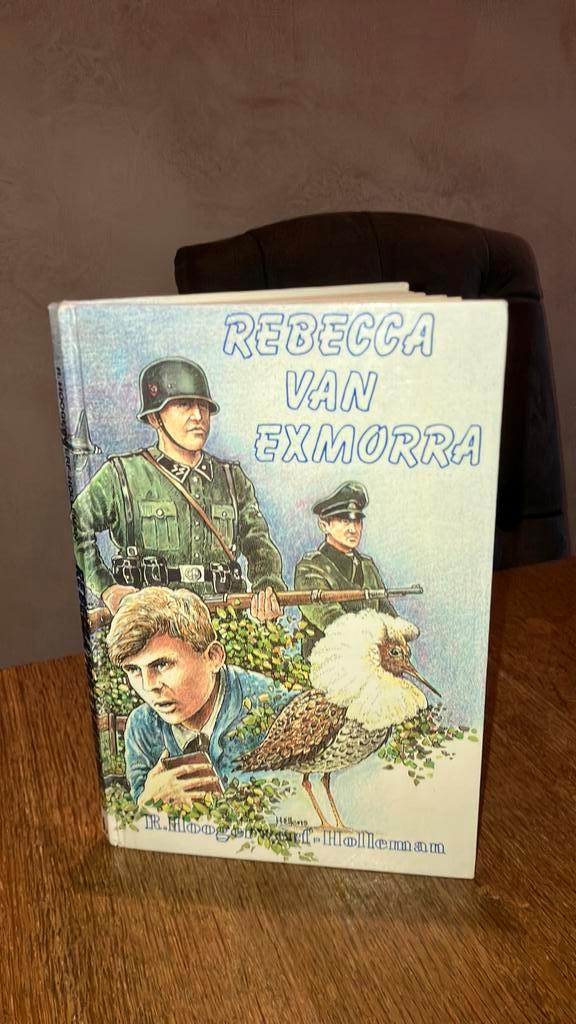 REBECCA
VAN
EXMORRA
R.Hoogerwerf-Holleman